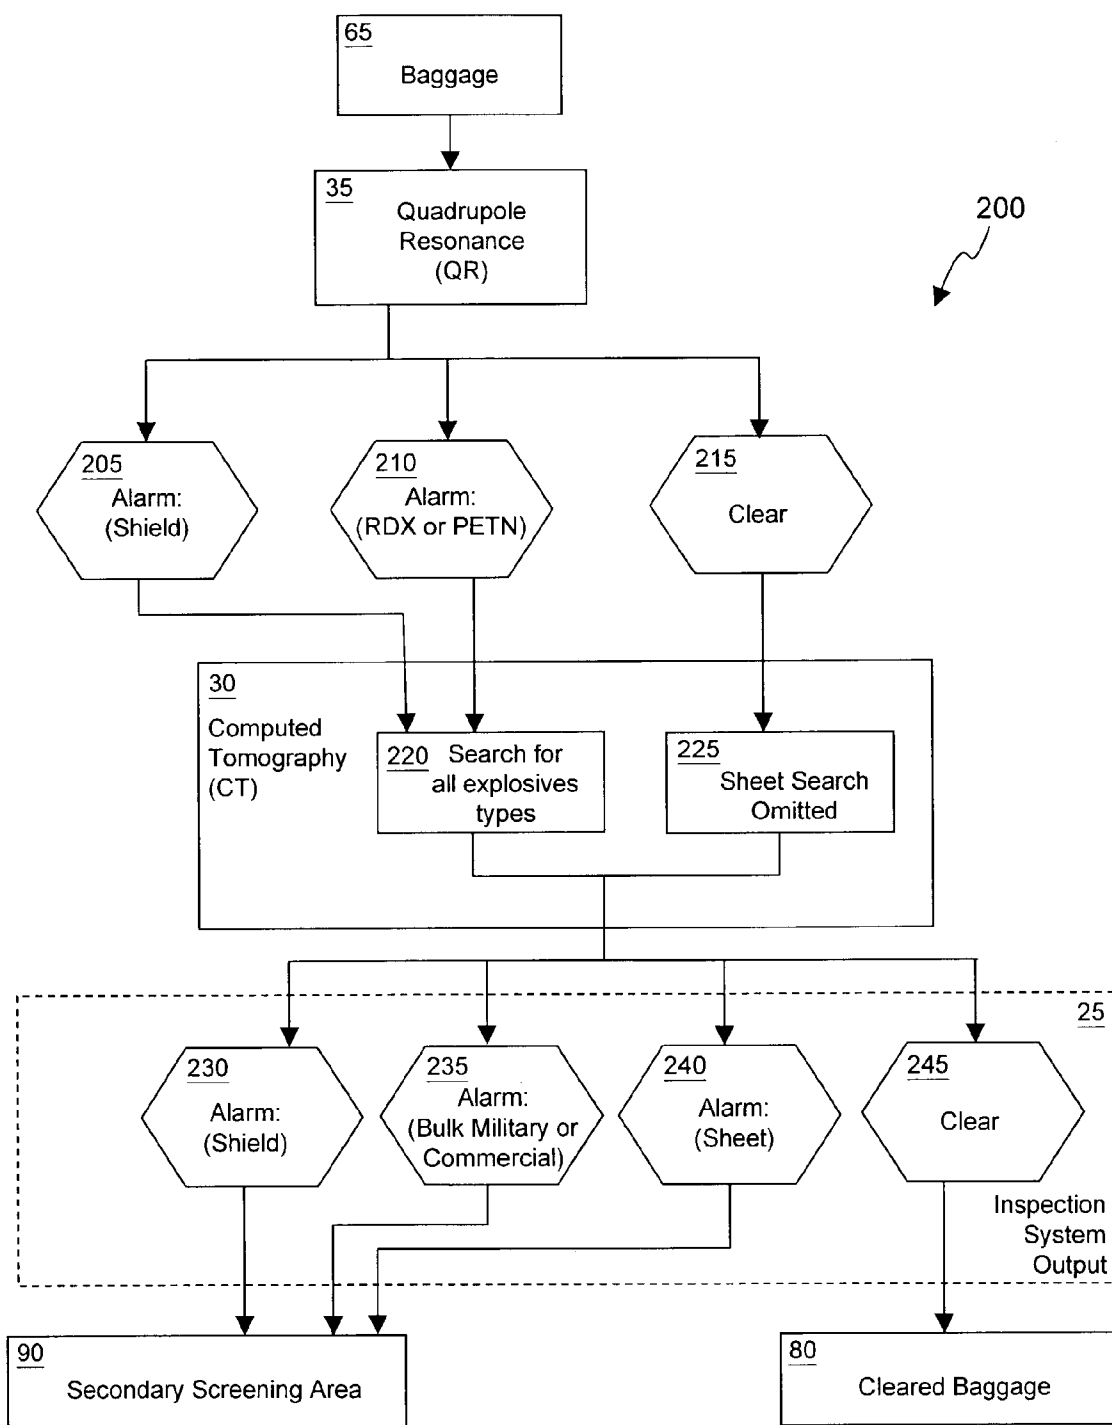 65
Baggage
35
Quadrupole
Resonance
(QR)
200
205
Alarm:
(Shield)
210
Alarm:
(RDX or PETN)
215
Clear
30
Computed
Tomography
(CT)
220
Search for
all explosives
types
225
Sheet Search
Omitted
25
230
Alarm:
(Shield)
235
Alarm:
(Bulk Military or
Commercial)
240
Alarm:
(Sheet)
245
Clear
Inspection
System
Output
90
Secondary Screening Area
80
Cleared Baggage